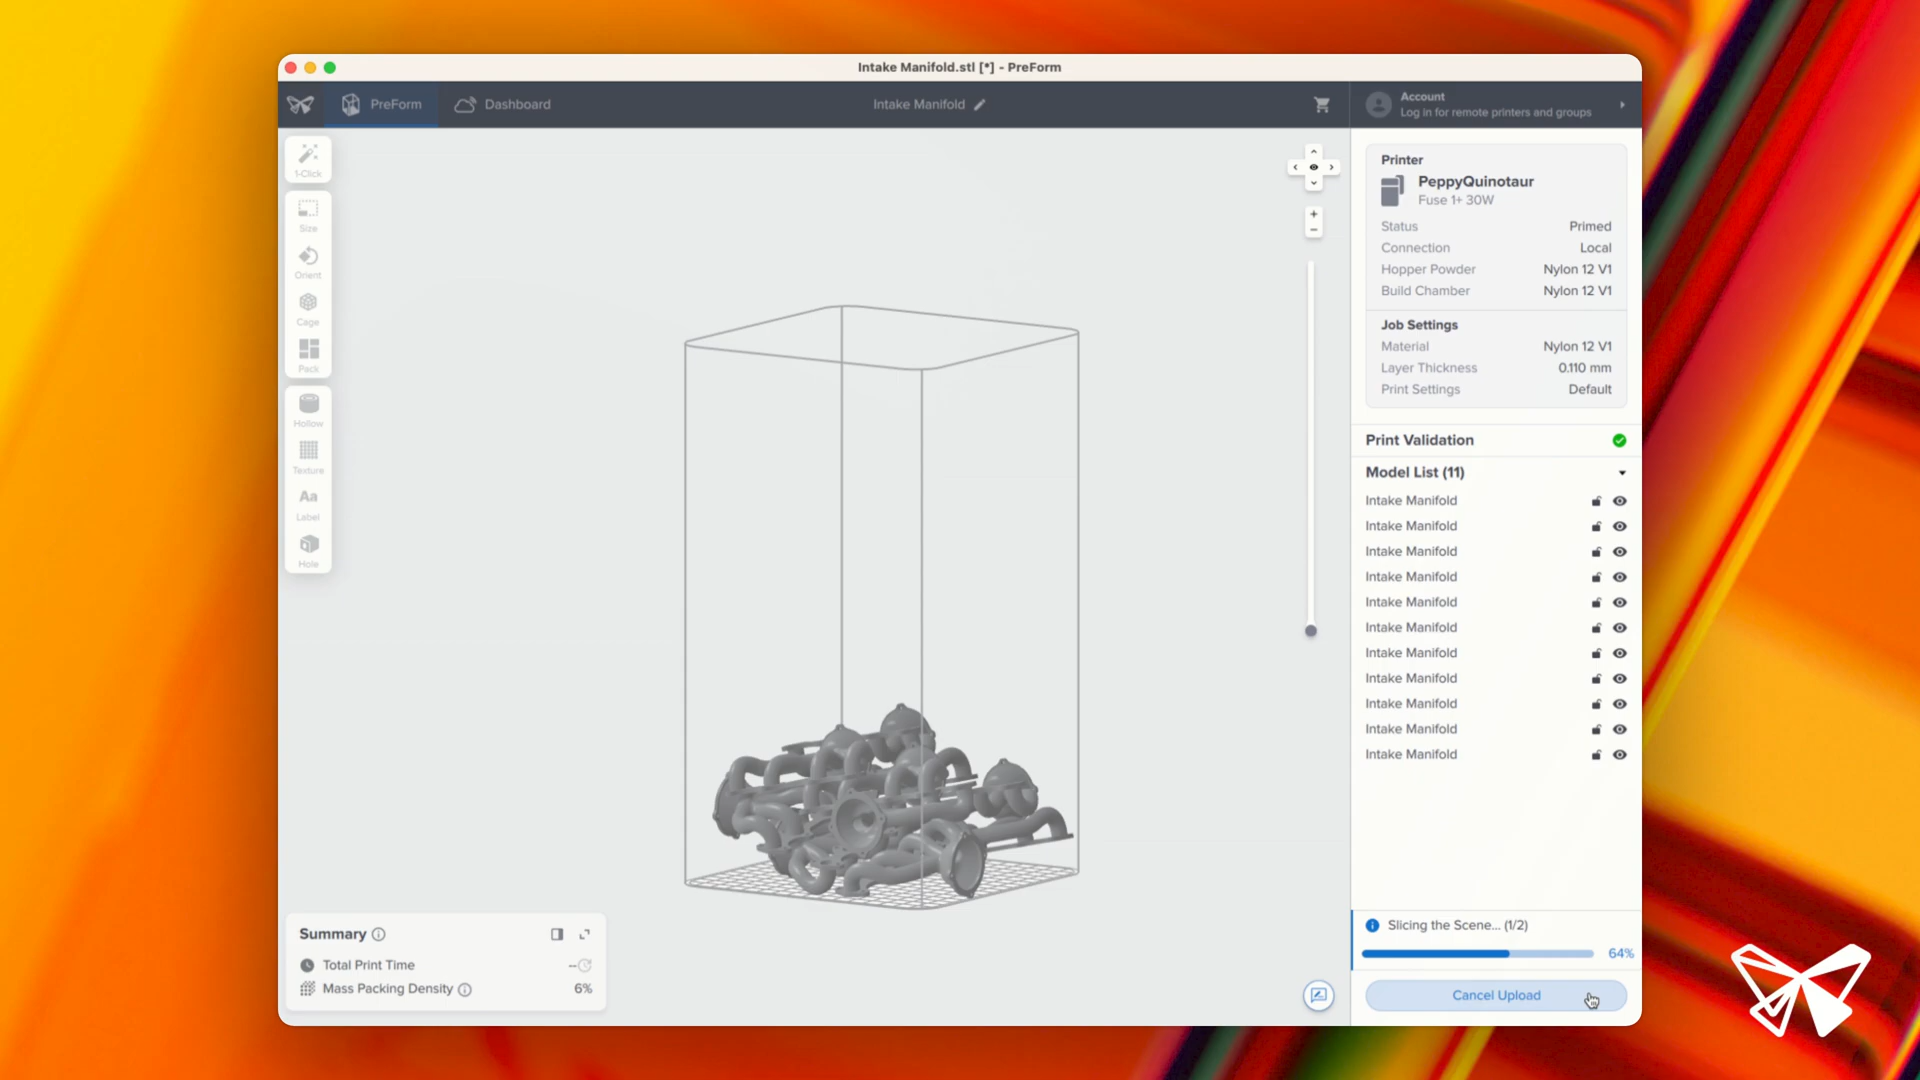 Intake Manifold.stl [*] - PreForm
PreForm
Dashboard
Intake Manifold
Account
Log in for remote printers and groups
1-Click
Size
Orient
Cage
Pack
Hollow
Texture
Aa
Label
Hole
Printer
PeppyQuinotaur
Fuse 1+ 30W
Status Primed
Connection Local
Hopper Powder Nylon 12 V1
Build Chamber Nylon 12 V1
Job Settings
Material Nylon 12 V1
Layer Thickness 0.110 mm
Print Settings Default
Print Validation
Model List (11)
Intake Manifold
Intake Manifold
Intake Manifold
Intake Manifold
Intake Manifold
Intake Manifold
Intake Manifold
Intake Manifold
Intake Manifold
Intake Manifold
Intake Manifold
Slicing the Scene... (1/2)
64%
Cancel Upload
Summary
Total Print Time --
Mass Packing Density 6%